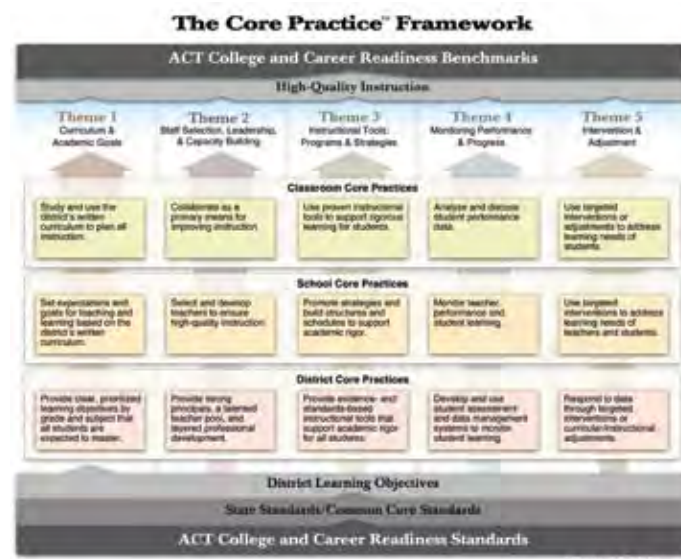 The Core Practice™ Framework
ACT College and Career Readiness Benchmarks
High-Quality Instruction
Theme 1
Curriculum &
Academic Goals
Theme 2
Staff Selection, Leadership,
& Capacity Building
Theme 3
Instructional Tools:
Programs & Strategies
Theme 4
Monitoring Performance
& Progress
Theme 5
Intervention &
Adjustment
Classroom Core Practices
Study and use the
district's written
curriculum to plan all
instruction.
Collaborate as a
primary means for
improving instruction.
Use proven instructional
tools to support rigorous
learning for students.
Analyze and discuss
student performance
data.
Use targeted
interventions or
adjustments to address
learning needs of
students.
School Core Practices
Set expectations and
goals for teaching and
learning based on the
district's written
curriculum.
Select and develop
teachers to ensure
high-quality instruction.
Promote strategies and
build structures and
schedules to support
academic rigor.
Monitor teacher
performance and
student learning.
Use targeted
interventions to address
learning needs of
teachers and students.
District Core Practices
Provide clear, prioritized
learning objectives by
grade and subject that
all students are
expected to master.
Provide strong
principals, a talented
teacher pool, and
layered professional
development.
Provide evidence- and
standards-based
instructional tools that
support academic rigor
for all students.
Develop and use
student assessment
and data management
systems to monitor
student learning.
Respond to data
through targeted
interventions or
curricular/instructional
adjustments.
District Learning Objectives
State Standards/Common Core Standards
ACT College and Career Readiness Standards